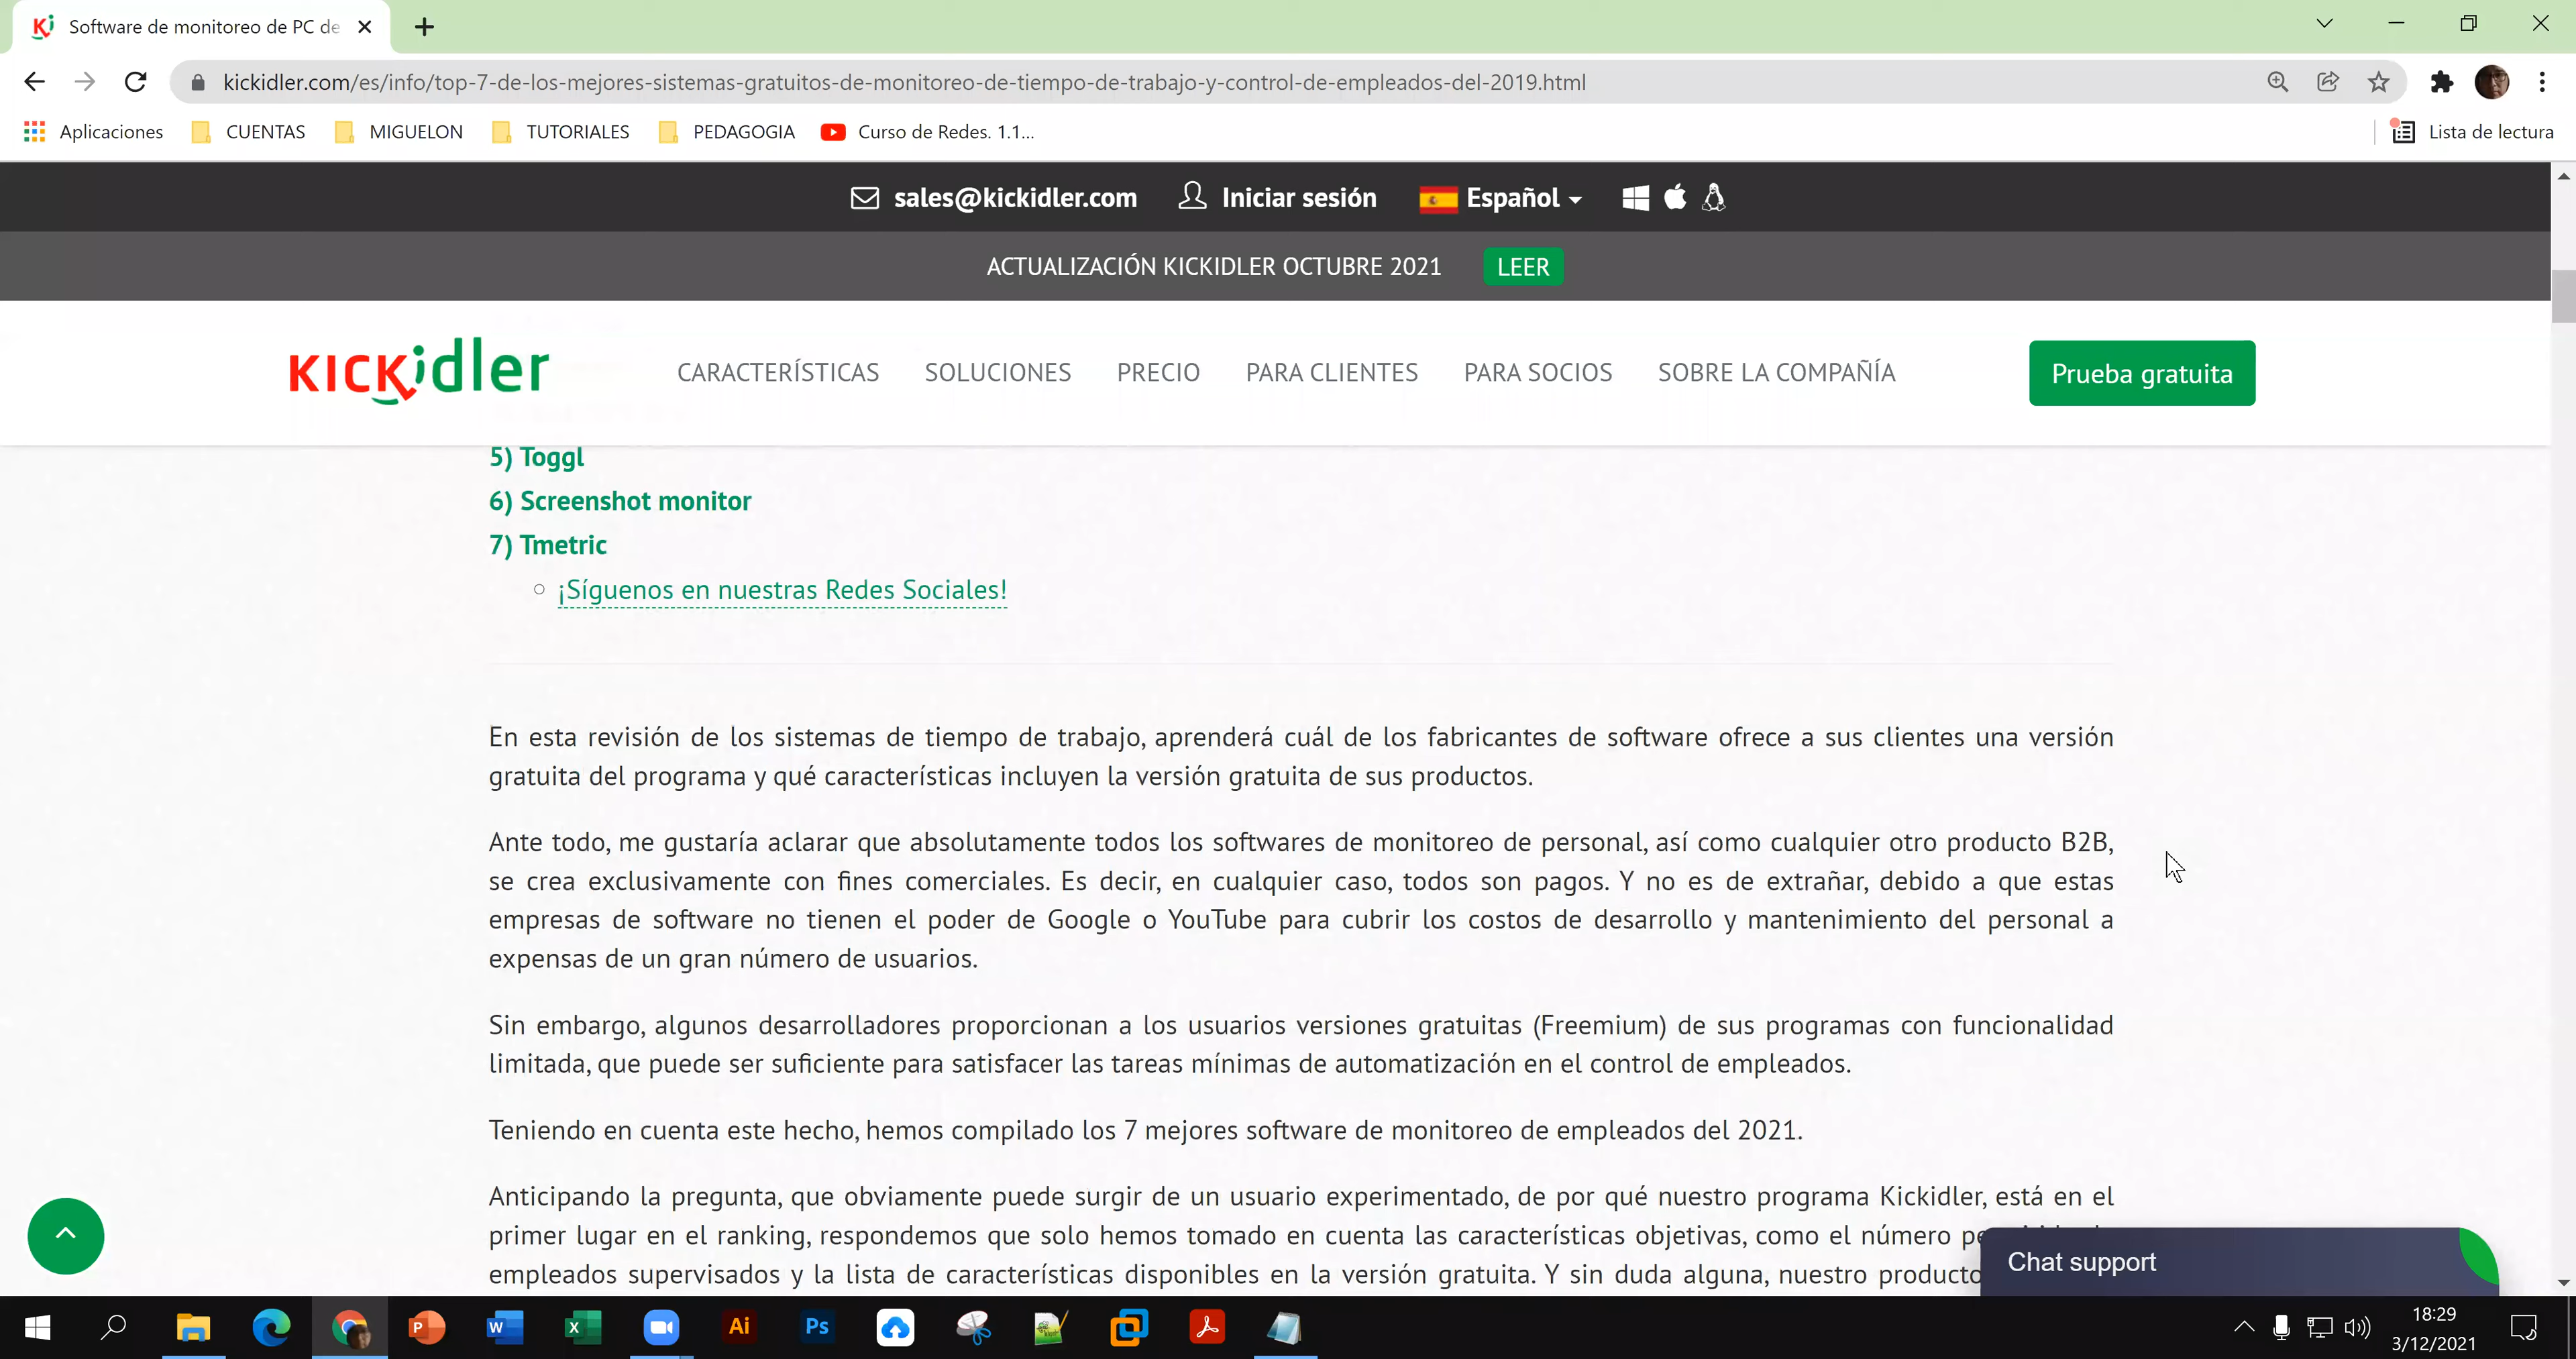 Software de monitoreo de PC de
kickidler.com/es/info/top-7-de-los-mejores-sistemas-gratuitos-de-monitoreo-de-tiempo-de-trabajo-y-control-de-empleados-del-2019.html
Aplicaciones CUENTAS MIGUELON TUTORIALES PEDAGOGIA Curso de Redes. 1.1... Lista de lectura
sales@kickidler.com Iniciar sesión Español
ACTUALIZACIÓN KICKIDLER OCTUBRE 2021 LEER
KICKidler CARACTERÍSTICAS SOLUCIONES PRECIO PARA CLIENTES PARA SOCIOS SOBRE LA COMPAÑÍA Prueba gratuita
5) Toggl
6) Screenshot monitor
7) Tmetric
¡Síguenos en nuestras Redes Sociales!
En esta revisión de los sistemas de tiempo de trabajo, aprenderá cuál de los fabricantes de software ofrece a sus clientes una versión
gratuita del programa y qué características incluyen la versión gratuita de sus productos.
Ante todo, me gustaría aclarar que absolutamente todos los softwares de monitoreo de personal, así como cualquier otro producto B2B,
se crea exclusivamente con fines comerciales. Es decir, en cualquier caso, todos son pagos. Y no es de extrañar, debido a que estas
empresas de software no tienen el poder de Google o YouTube para cubrir los costos de desarrollo y mantenimiento del personal a
expensas de un gran número de usuarios.
Sin embargo, algunos desarrolladores proporcionan a los usuarios versiones gratuitas (Freemium) de sus programas con funcionalidad
limitada, que puede ser suficiente para satisfacer las tareas mínimas de automatización en el control de empleados.
Teniendo en cuenta este hecho, hemos compilado los 7 mejores software de monitoreo de empleados del 2021.
Anticipando la pregunta, que obviamente puede surgir de un usuario experimentado, de por qué nuestro programa Kickidler, está en el
primer lugar en el ranking, respondemos que solo hemos tomado en cuenta las características objetivas, como el número
empleados supervisados y la lista de características disponibles en la versión gratuita. Y sin duda alguna, nuestro producto
Chat support
18:29
3/12/2021